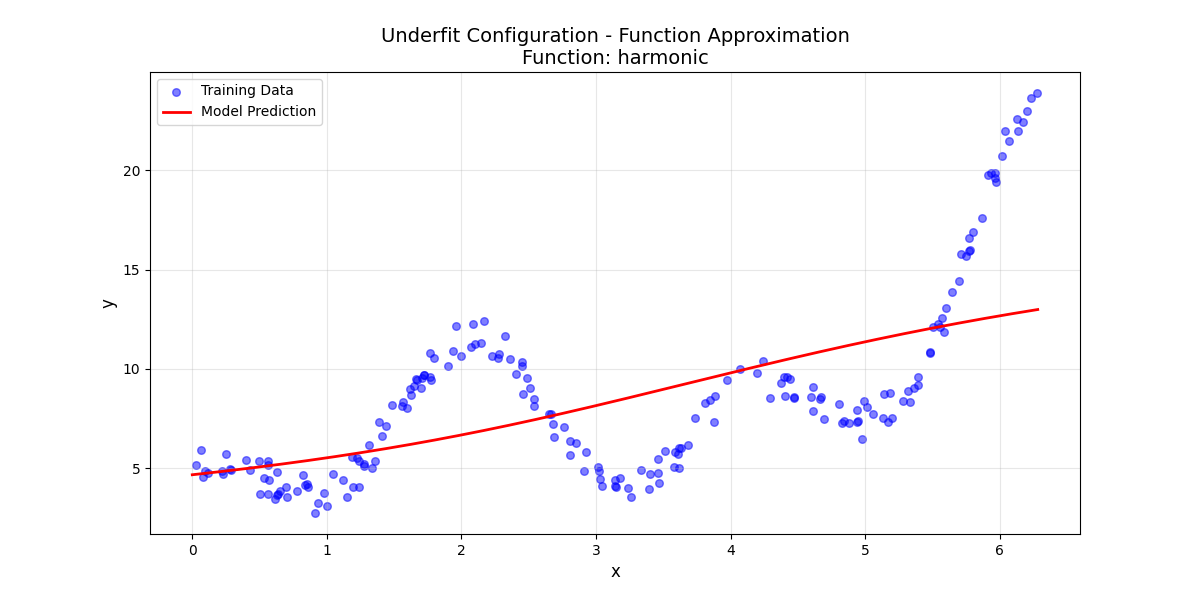 Underfit Configuration - Function Approximation
Function: harmonic
Training Data
Model Prediction
20
15
10
5
y
0 1 2 3 4 5 6
x